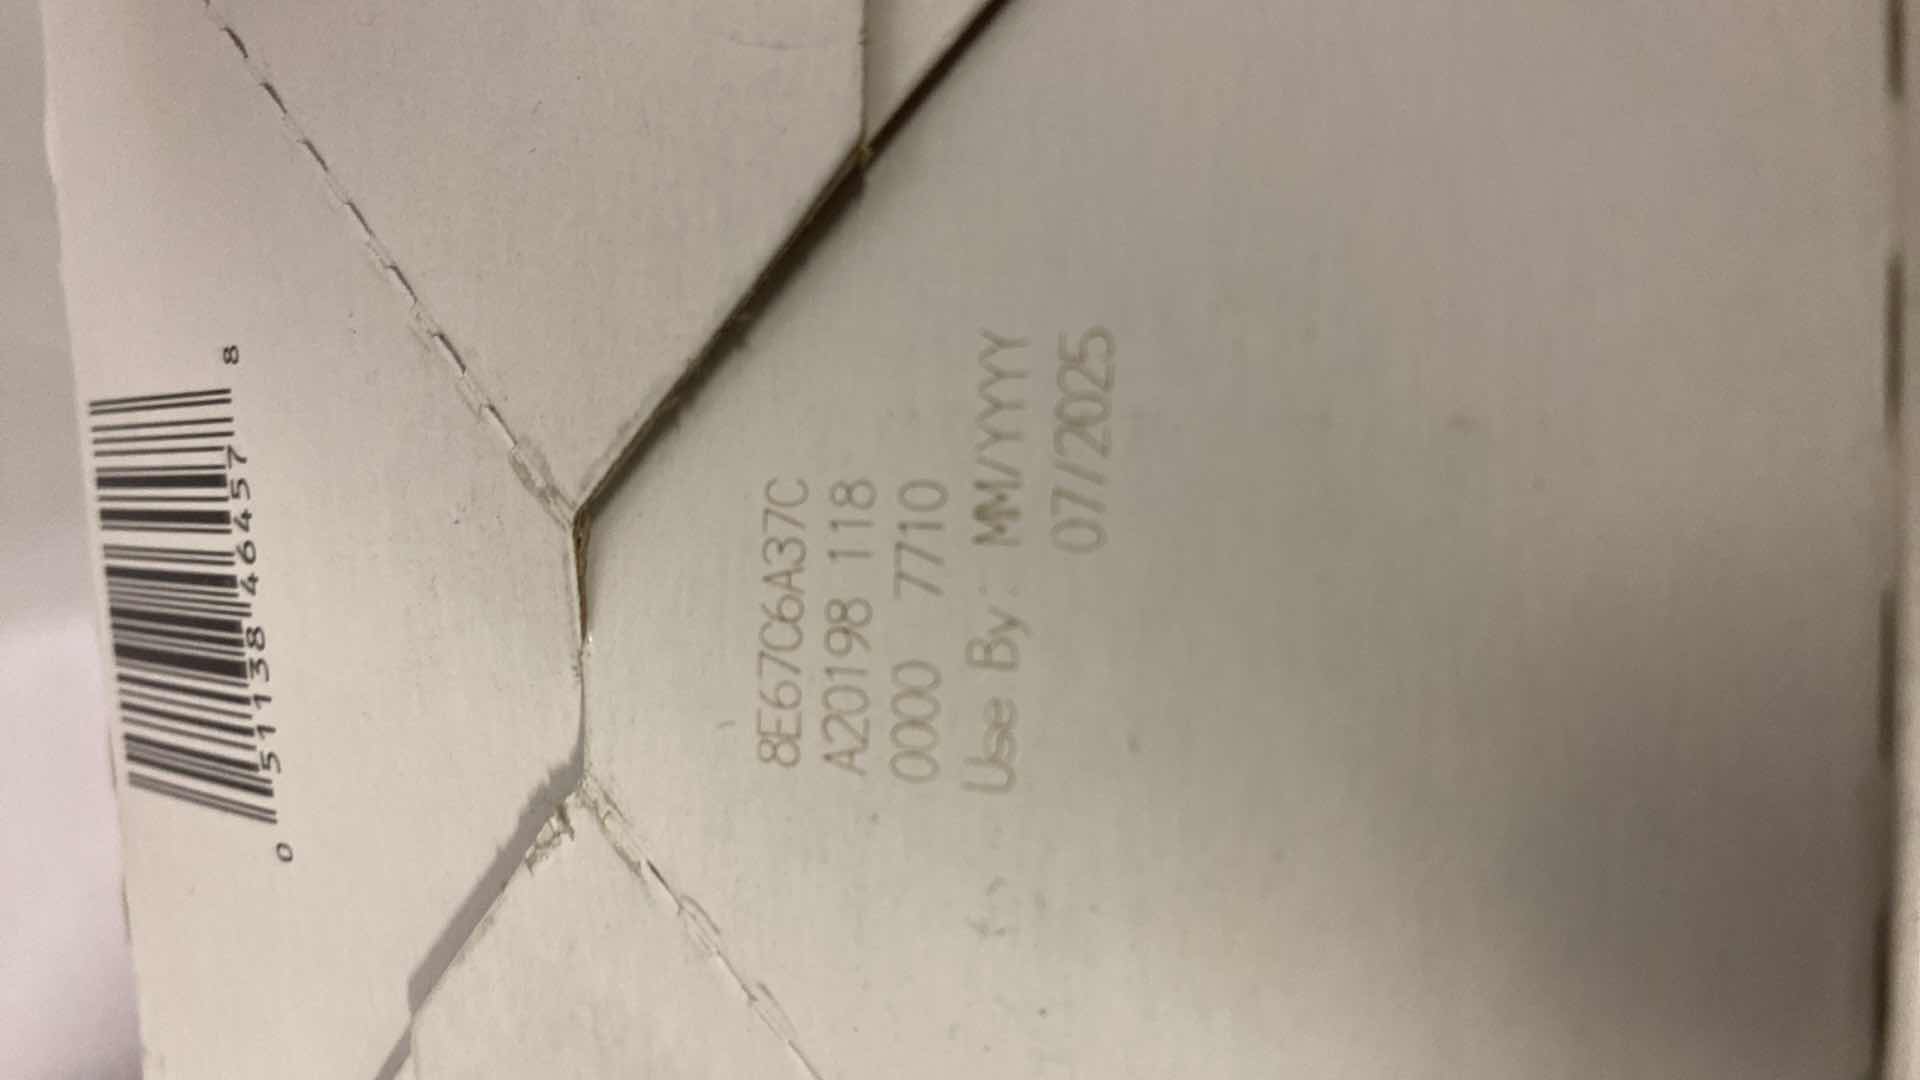 0 51138 46457 8
8E67C6A37C
A20198 118
0000 7710
Use By: MM/YYYY
07/2025